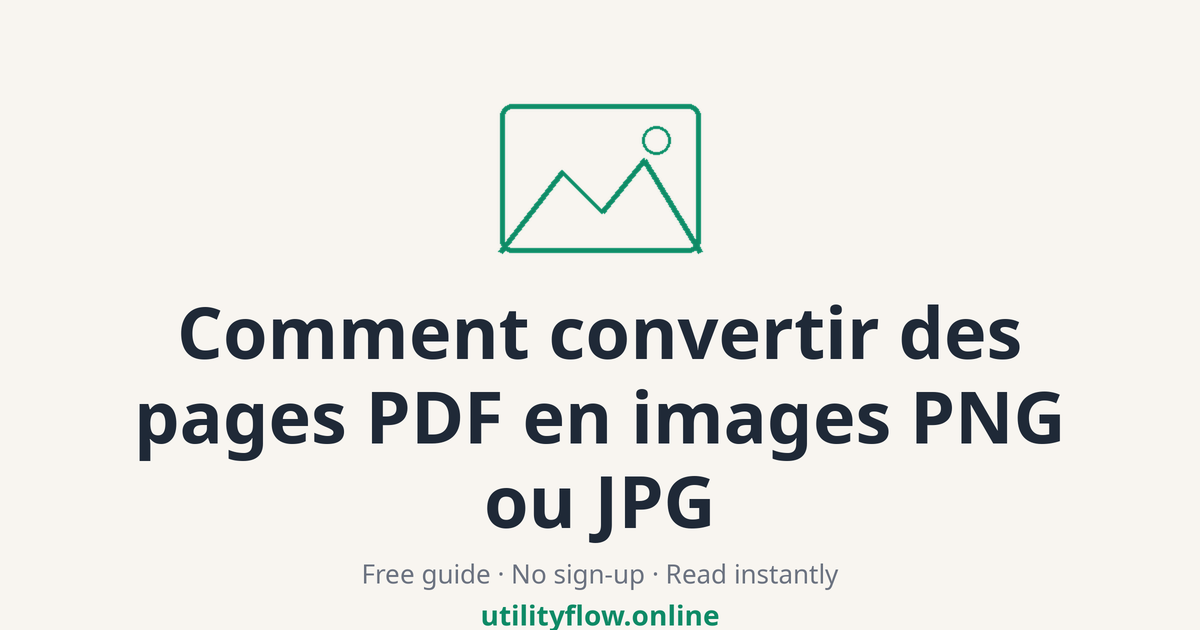 Comment convertir des
pages PDF en images PNG
ou JPG
Free guide · No sign-up · Read instantly
utilityflow.online